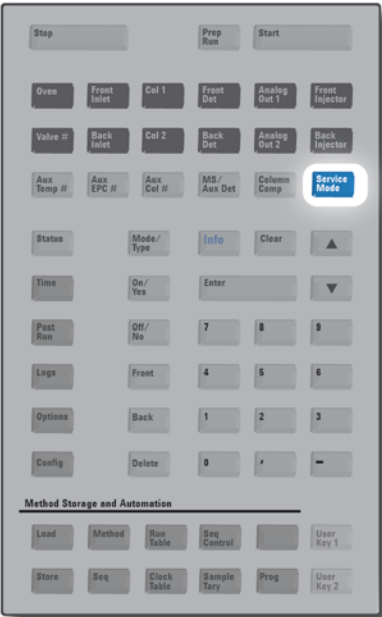 Stop
Prep Run
Start
Oven
Front Inlet
Col 1
Front Det
Analog Out 1
Front Injector
Valve #
Back Inlet
Col 2
Back Det
Analog Out 2
Back Injector
Aux Temp #
Aux EPC #
Aux Col #
MS/ Aux Det
Column Comp
Service Mode
Status
Mode/ Type
Info
Clear
▲
Time
On/ Yes
Enter
▼
Post Run
Off/ No
7
8
9
Logs
Front
4
5
6
Options
Back
1
2
3
Config
Delete
0
,
–
Method Storage and Automation
Load
Method
Run Table
Seq Control
User Key 1
Store
Seq
Clock Table
Sample Tary
Prog
User Key 2